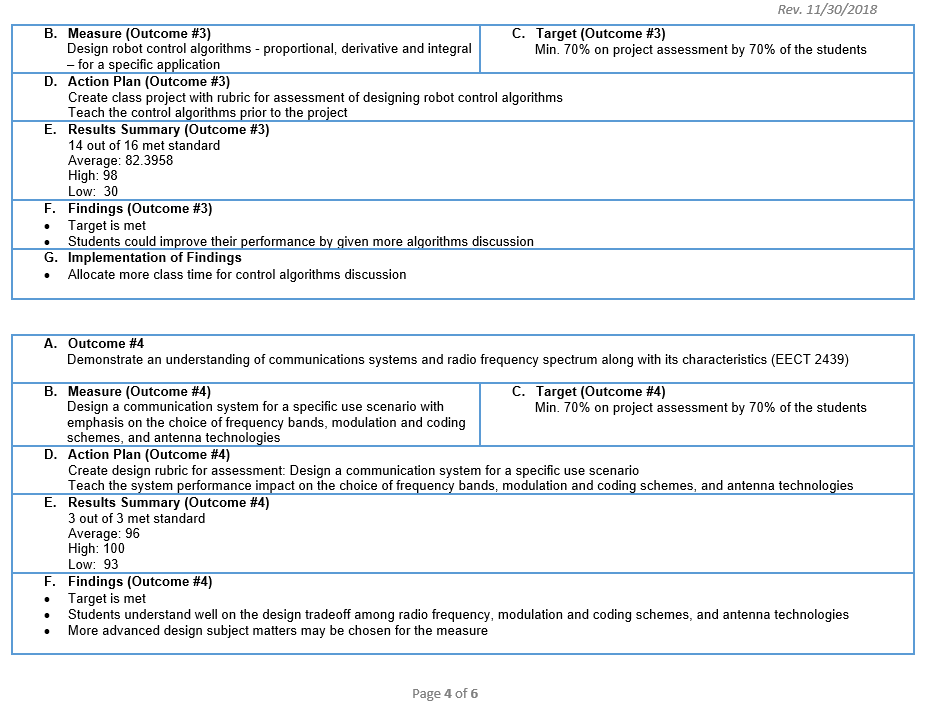 Rev. 11/30/2018
B. Measure (Outcome #3)
Design robot control algorithms - proportional, derivative and integral
– for a specific application
C. Target (Outcome #3)
Min. 70% on project assessment by 70% of the students
D. Action Plan (Outcome #3)
Create class project with rubric for assessment of designing robot control algorithms
Teach the control algorithms prior to the project
E. Results Summary (Outcome #3)
14 out of 16 met standard
Average: 82.3958
High: 98
Low: 30
F. Findings (Outcome #3)
• Target is met
• Students could improve their performance by given more algorithms discussion
G. Implementation of Findings
• Allocate more class time for control algorithms discussion
A. Outcome #4
Demonstrate an understanding of communications systems and radio frequency spectrum along with its characteristics (EECT 2439)
B. Measure (Outcome #4)
Design a communication system for a specific use scenario with
emphasis on the choice of frequency bands, modulation and coding
schemes, and antenna technologies
C. Target (Outcome #4)
Min. 70% on project assessment by 70% of the students
D. Action Plan (Outcome #4)
Create design rubric for assessment: Design a communication system for a specific use scenario
Teach the system performance impact on the choice of frequency bands, modulation and coding schemes, and antenna technologies
E. Results Summary (Outcome #4)
3 out of 3 met standard
Average: 96
High: 100
Low: 93
F. Findings (Outcome #4)
• Target is met
• Students understand well on the design tradeoff among radio frequency, modulation and coding schemes, and antenna technologies
• More advanced design subject matters may be chosen for the measure
Page 4 of 6